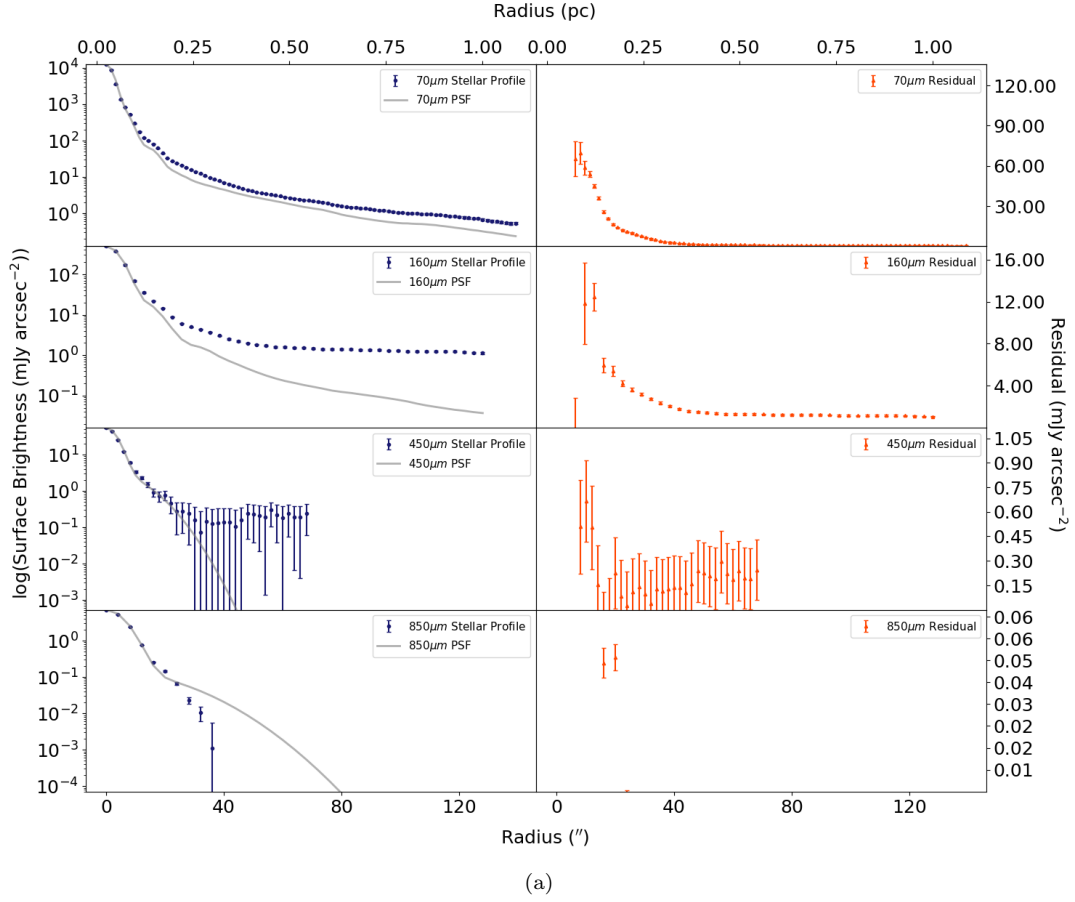 Radius (pc)
0.00 0.25 0.50 0.75 1.00 0.00 0.25 0.50 0.75 1.00
log(Surface Brightness (mJy arcsec⁻²))
10⁴
10³
10²
10¹
10⁰
70μm Stellar Profile
70μm PSF
70μm Residual
120.00
90.00
60.00
30.00
10²
10¹
10⁰
10⁻¹
160μm Stellar Profile
160μm PSF
160μm Residual
16.00
12.00
8.00
4.00
Residual (mJy arcsec⁻²)
10¹
10⁰
10⁻¹
10⁻²
10⁻³
450μm Stellar Profile
450μm PSF
450μm Residual
1.05
0.90
0.75
0.60
0.45
0.30
0.15
10⁰
10⁻¹
10⁻²
10⁻³
10⁻⁴
850μm Stellar Profile
850μm PSF
850μm Residual
0.06
0.06
0.05
0.04
0.03
0.02
0.02
0.01
0 40 80 120 0 40 80 120
Radius (″)
(a)